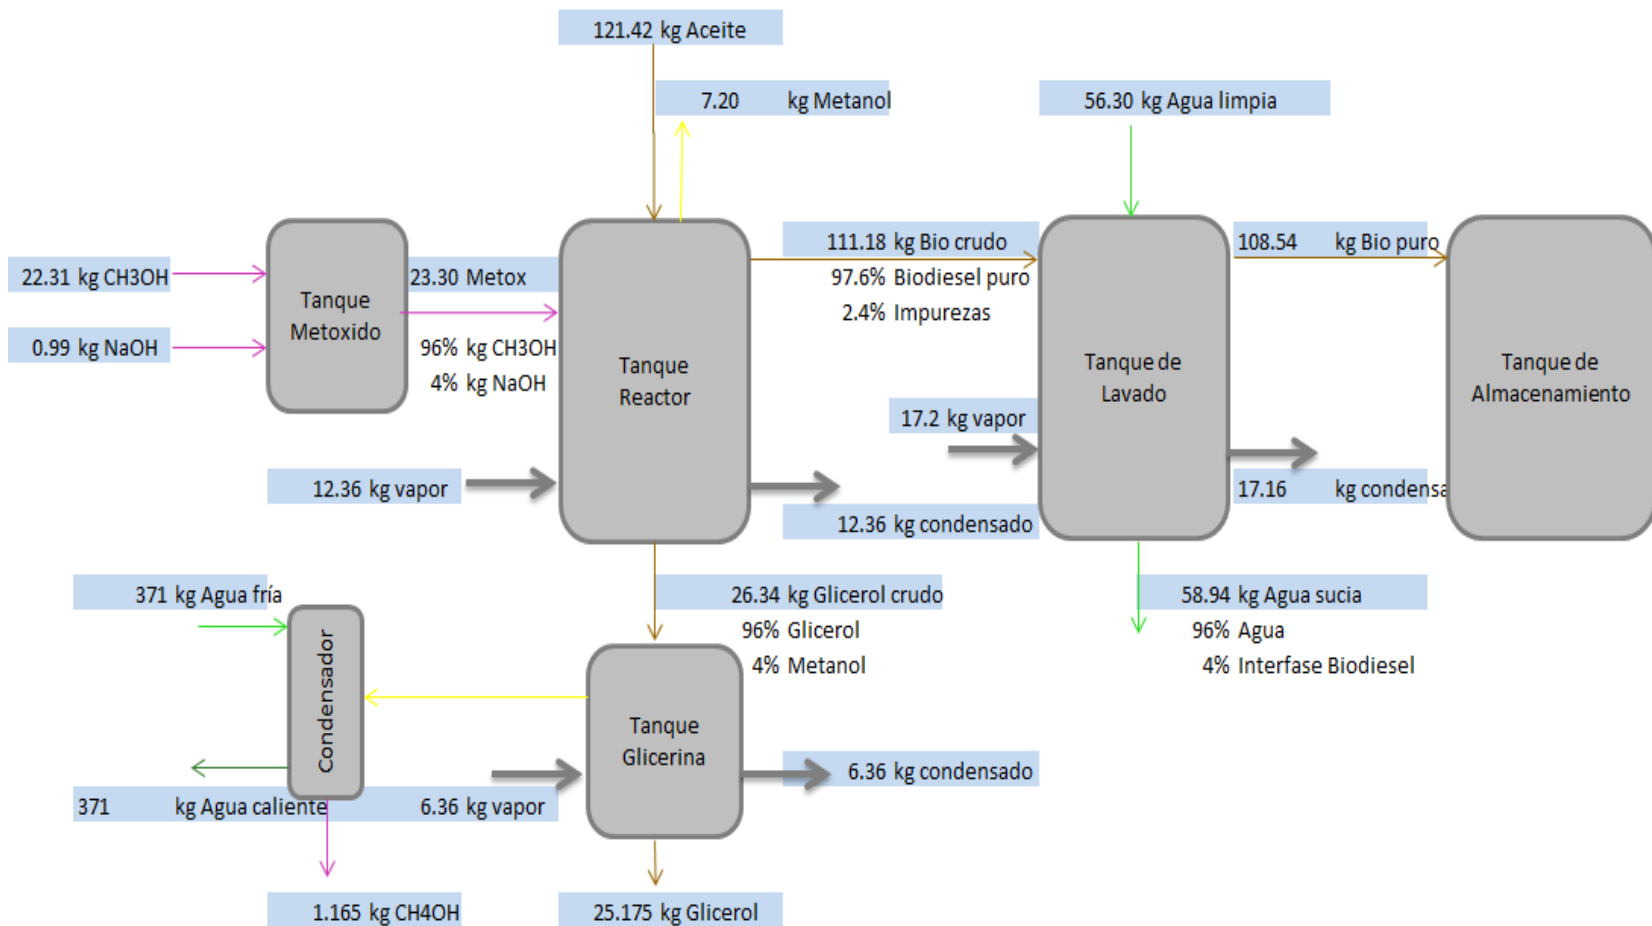 121.42 kg Aceite
7.20 kg Metanol
56.30 kg Agua limpia
22.31 kg CH3OH
0.99 kg NaOH
Tanque
Metoxido
23.30 Metox
96% kg CH3OH
4% kg NaOH
Tanque
Reactor
111.18 kg Bio crudo
97.6% Biodiesel puro
2.4% Impurezas
Tanque de
Lavado
108.54 kg Bio puro
Tanque de
Almacenamiento
17.2 kg vapor
12.36 kg vapor
12.36 kg condensado
17.16 kg condensa
371 kg Agua fría
Condensador
26.34 kg Glicerol crudo
96% Glicerol
4% Metanol
58.94 kg Agua sucia
96% Agua
4% Interfase Biodiesel
Tanque
Glicerina
371 kg Agua caliente
6.36 kg vapor
6.36 kg condensado
1.165 kg CH4OH
25.175 kg Glicerol